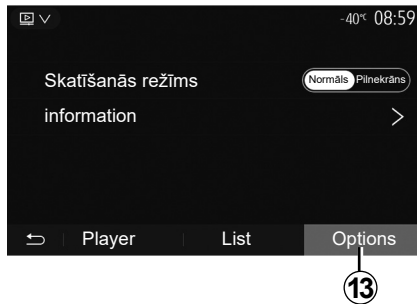 -40°C 08:59
Skatīšanās režīms Normāls Pilnekrāns
information >
Player List Options
13